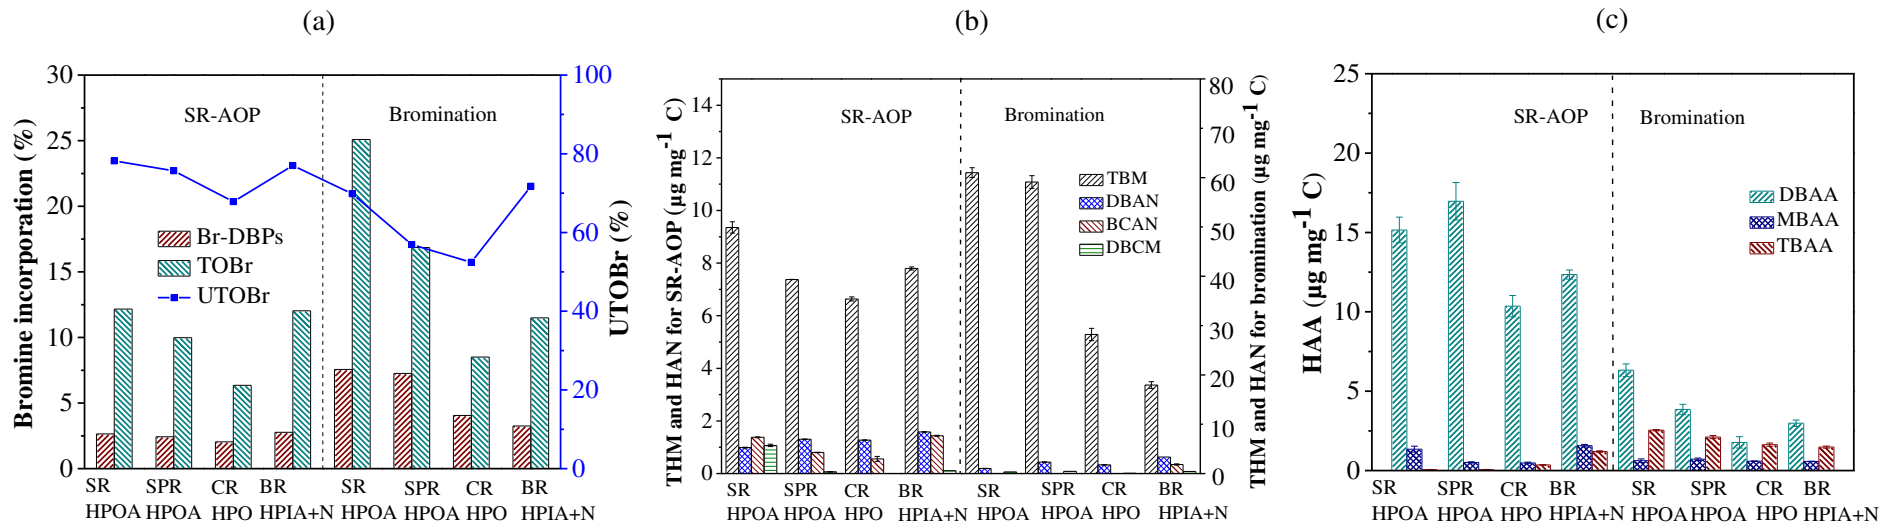 (a)
(b)
(c)
Bromine incorporation (%)
30
25
20
15
10
5
0
SR-AOP
Bromination
Br-DBPs
TOBr
UTOBr
100
80
60
40
20
0
UTOBr (%)
SR SPR CR BR SR SPR CR BR
HPOA HPOA HPO HPIA+N HPOA HPOA HPO HPIA+N
THM and HAN for SR-AOP (µg mg-1 C)
14
12
10
8
6
4
2
0
SR-AOP
Bromination
TBM
DBAN
BCAN
DBCM
80
70
60
50
40
30
20
10
0
THM and HAN for bromination (µg mg-1 C)
SR SPR CR BR SR SPR CR BR
HPOA HPOA HPO HPIA+N HPOA HPOA HPO HPIA+N
HAA (µg mg-1 C)
25
20
15
10
5
0
SR-AOP
Bromination
DBAA
MBAA
TBAA
SR SPR CR BR SR SPR CR BR
HPOA HPOA HPO HPIA+N HPOA HPOA HPO HPIA+N